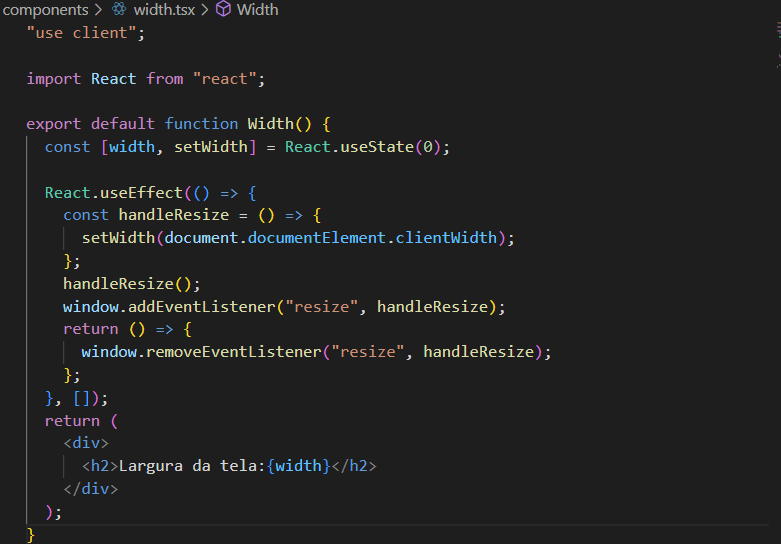 components > width.tsx > Width
"use client";
import React from "react";
export default function Width() {
  const [width, setWidth] = React.useState(0);
  React.useEffect(() => {
    const handleResize = () => {
      setWidth(document.documentElement.clientWidth);
    };
    handleResize();
    window.addEventListener("resize", handleResize);
    return () => {
      window.removeEventListener("resize", handleResize);
    };
  }, []);
  return (
    <div>
      <h2>Largura da tela:{width}</h2>
    </div>
  );
}